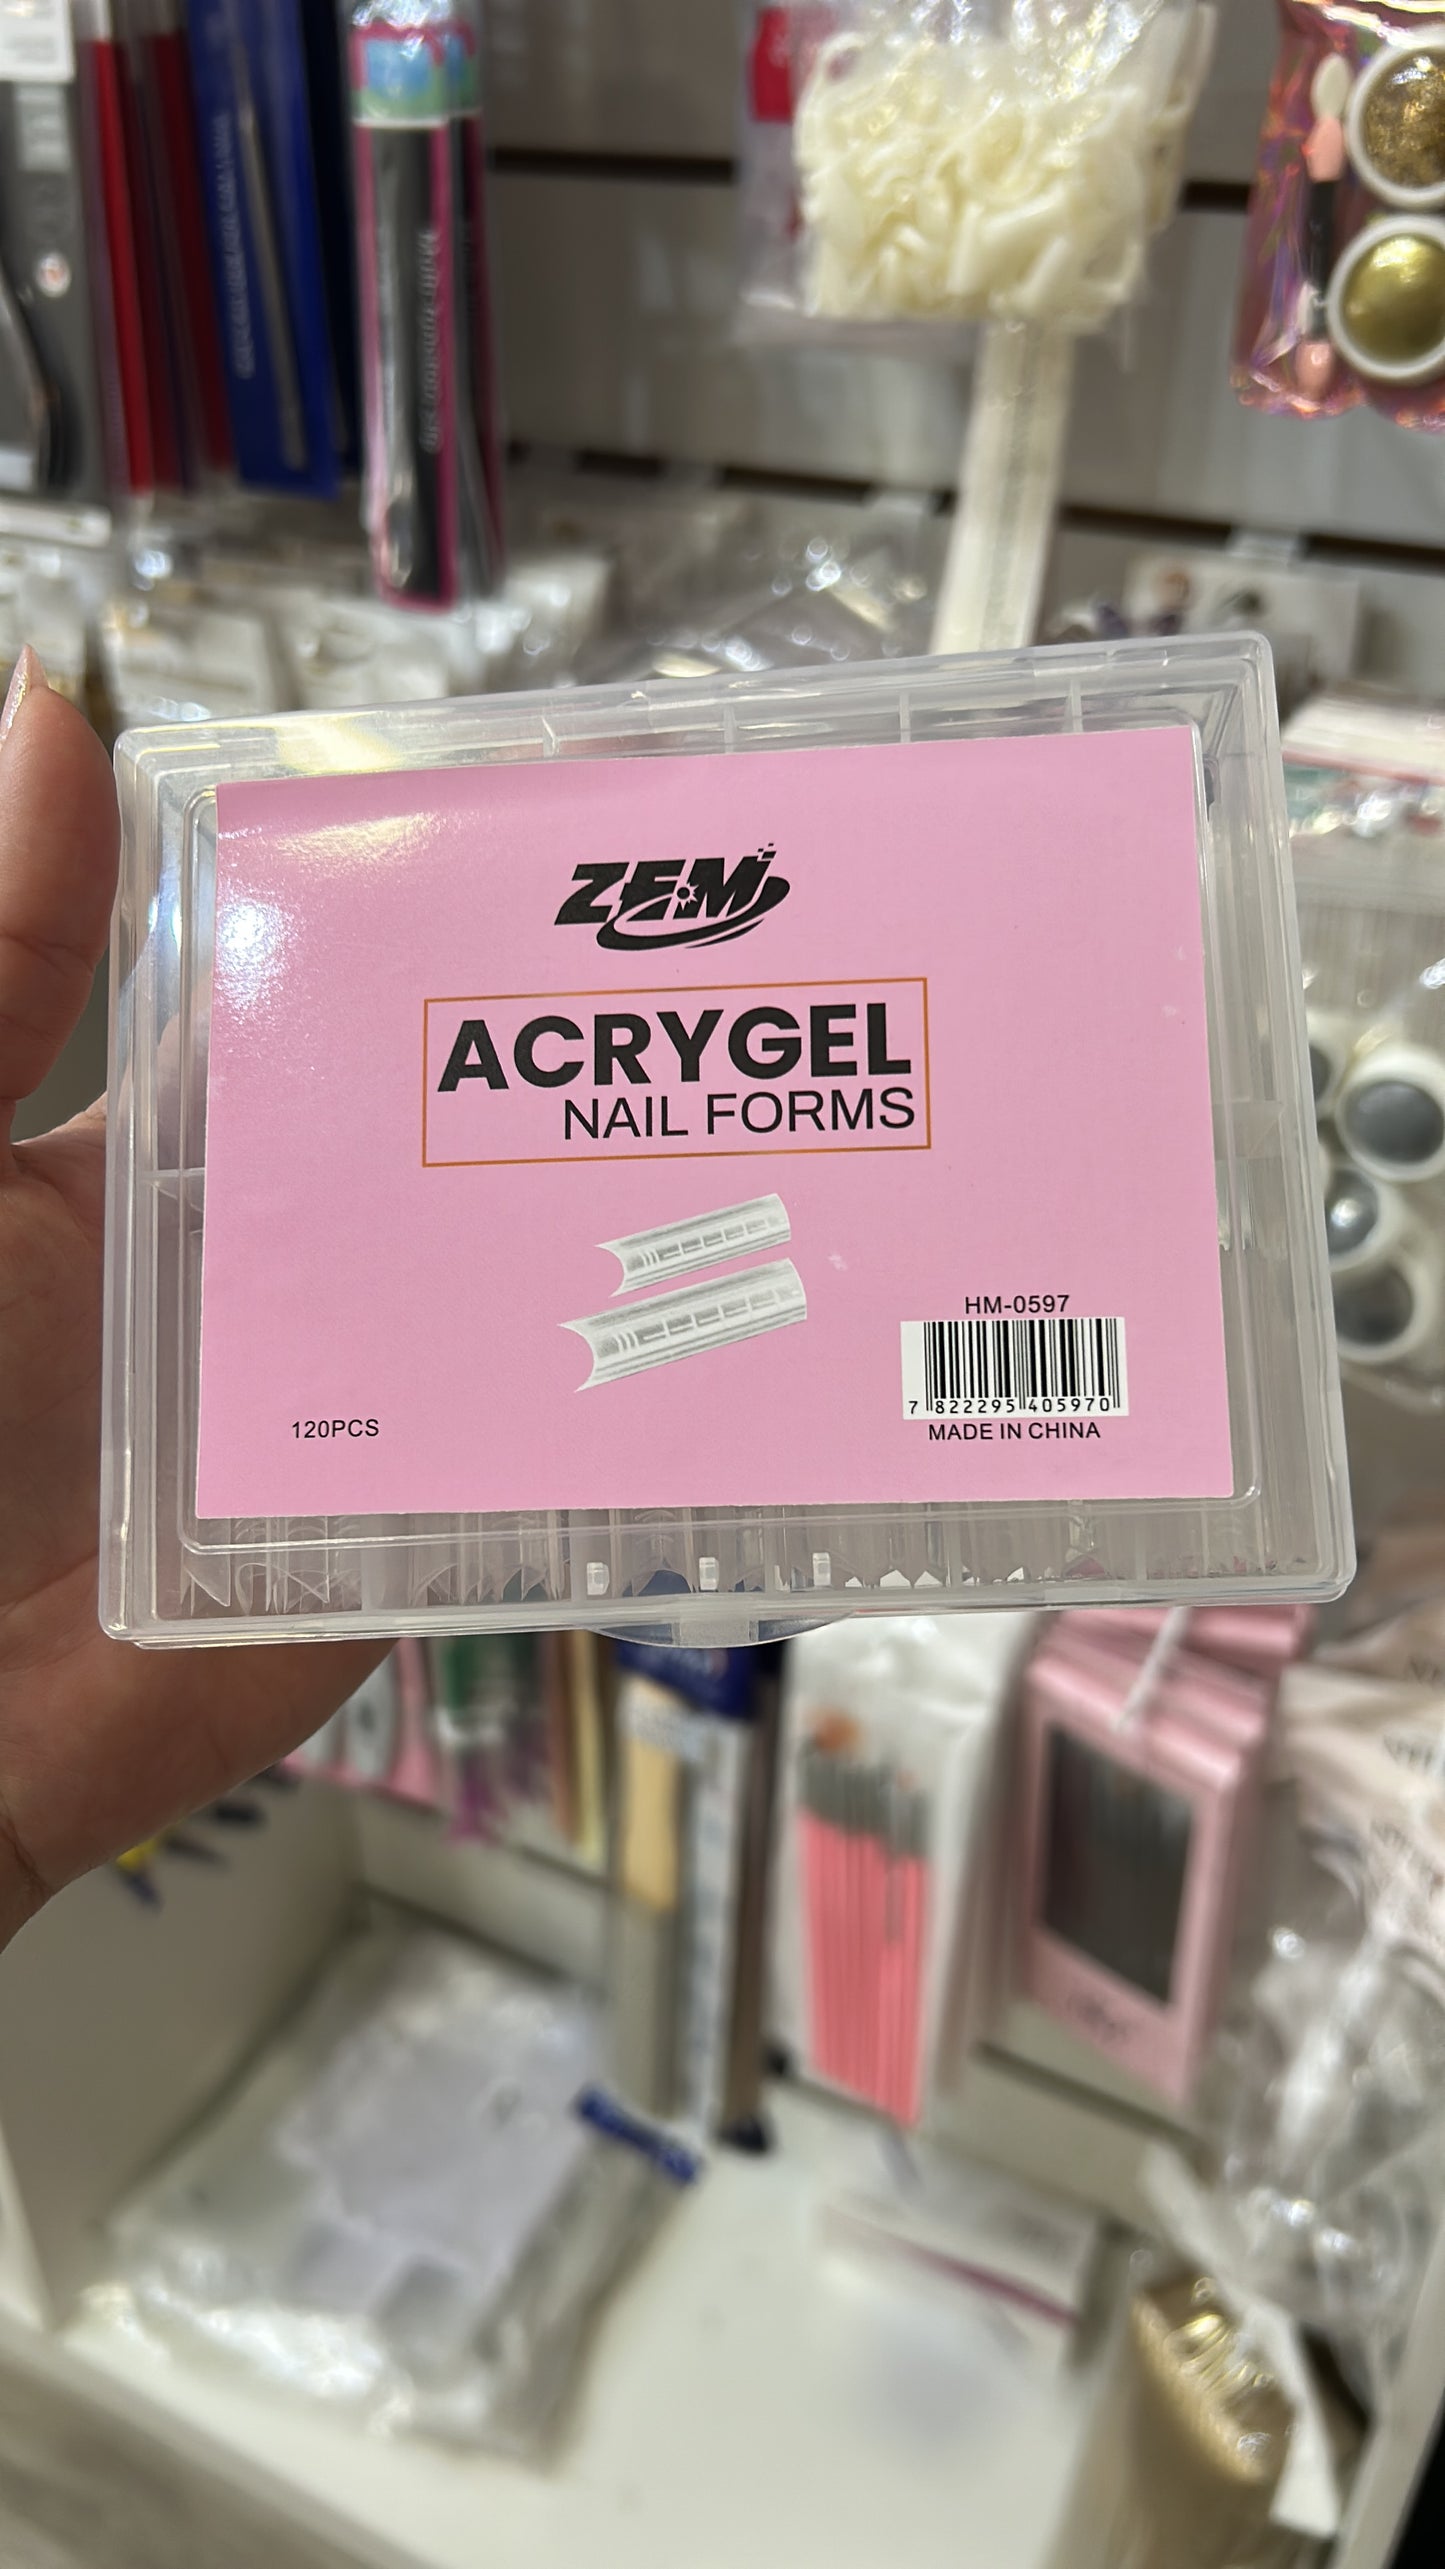 ZEM
ACRYGEL
NAIL FORMS
HM-0597
7 822295 405970
120PCS
MADE IN CHINA